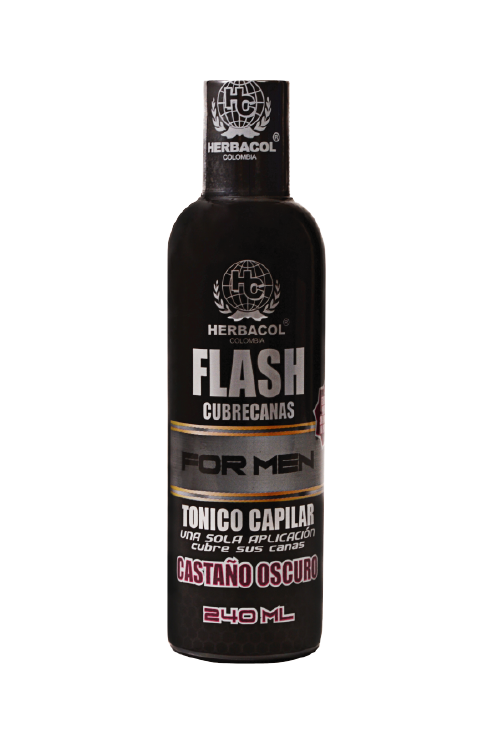 HC
HERBACOL®
COLOMBIA
HC
HERBACOL®
COLOMBIA
FLASH
CUBRECANAS
FOR MEN
TONICO CAPILAR
UNA SOLA APLICACIÓN
cubre sus canas
CASTAÑO OSCURO
240 ML